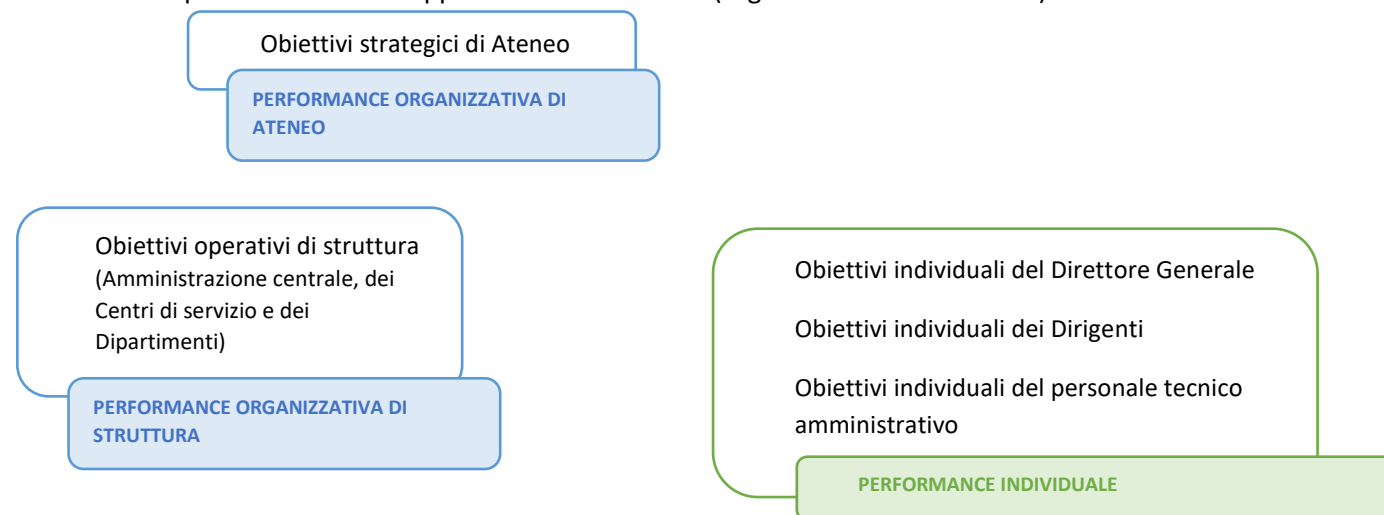 Obiettivi strategici di Ateneo
PERFORMANCE ORGANIZZATIVA DI
ATENEO
Obiettivi operativi di struttura
(Amministrazione centrale, dei
Centri di servizio e dei
Dipartimenti)
PERFORMANCE ORGANIZZATIVA DI
STRUTTURA
Obiettivi individuali del Direttore Generale
Obiettivi individuali dei Dirigenti
Obiettivi individuali del personale tecnico
amministrativo
PERFORMANCE INDIVIDUALE